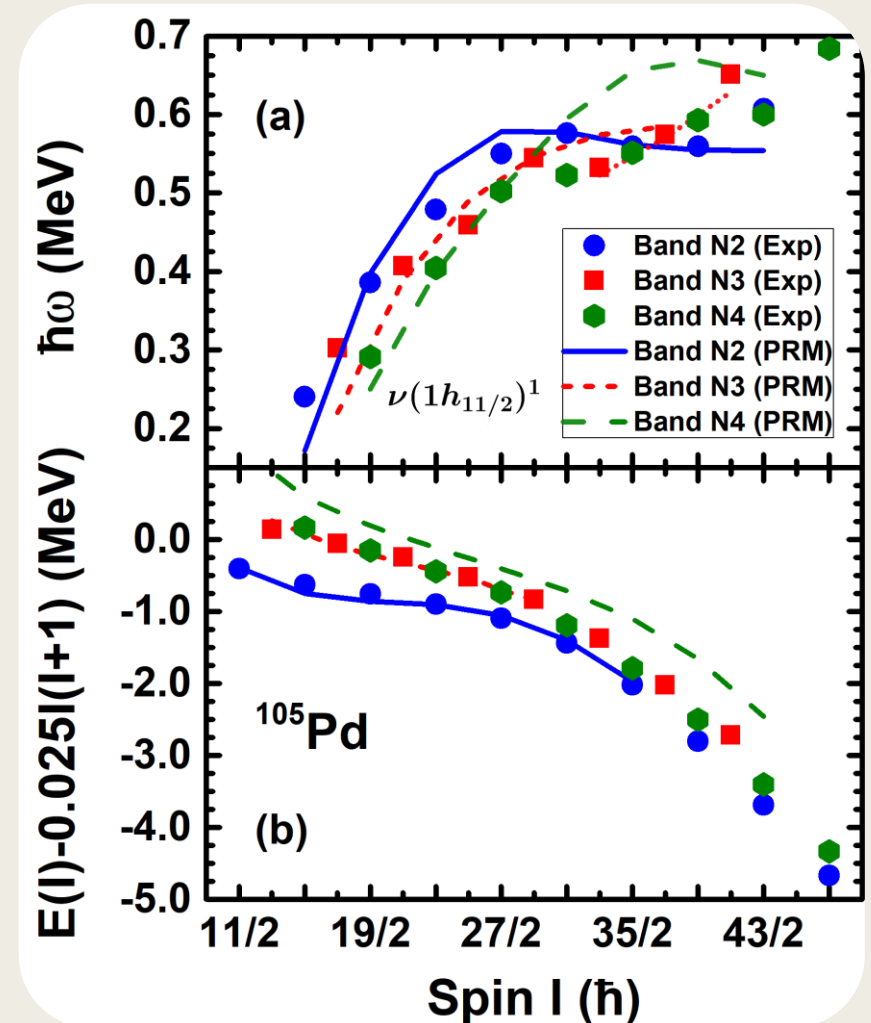 0.7
0.6
0.5
0.4
0.3
0.2
ħω (MeV)
(a)
Band N2 (Exp)
Band N3 (Exp)
Band N4 (Exp)
Band N2 (PRM)
Band N3 (PRM)
Band N4 (PRM)
ν(1h₁₁/₂)¹
0.0
-1.0
-2.0
-3.0
-4.0
-5.0
E(I)-0.025I(I+1) (MeV)
¹⁰⁵Pd
(b)
11/2 19/2 27/2 35/2 43/2
Spin I (ħ)